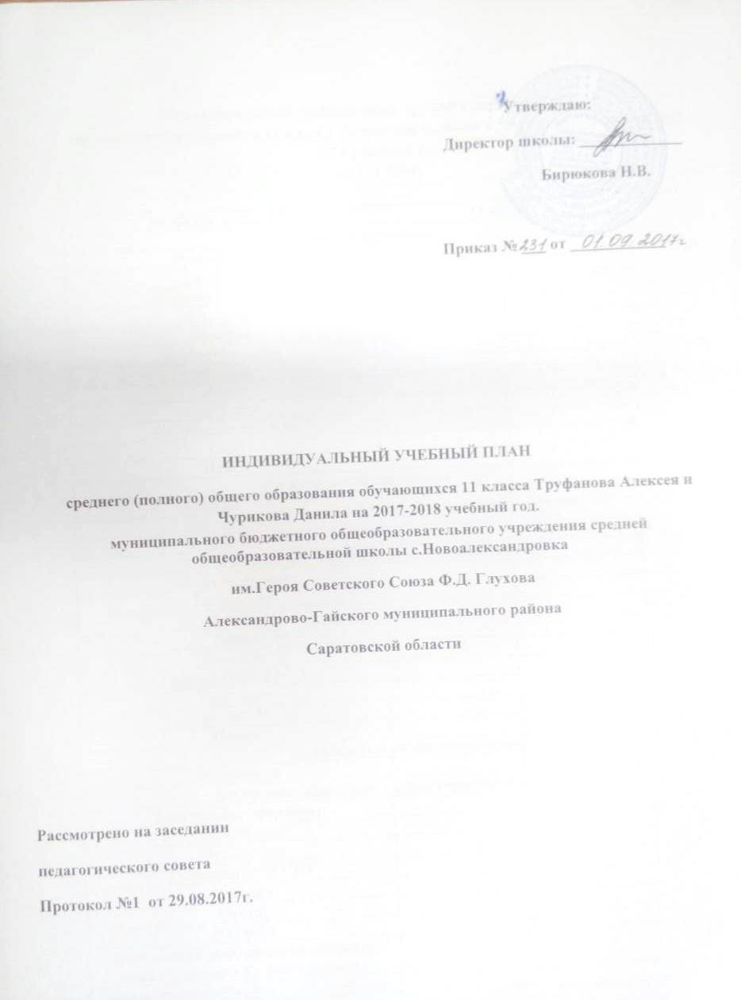 Утверждаю:
Директор школы:
Бирюкова Н.В.
Приказ №231 от 01.09.2017г
ИНДИВИДУАЛЬНЫЙ УЧЕБНЫЙ ПЛАН
среднего (полного) общего образования обучающихся 11 класса Труфанова Алексея и
Чурикова Данила на 2017-2018 учебный год.
муниципального бюджетного общеобразовательного учреждения средней
общеобразовательной школы с.Новоалександровка
им.Героя Советского Союза Ф.Д. Глухова
Александрово-Гайского муниципального района
Саратовской области
Рассмотрено на заседании
педагогического совета
Протокол №1 от 29.08.2017г.